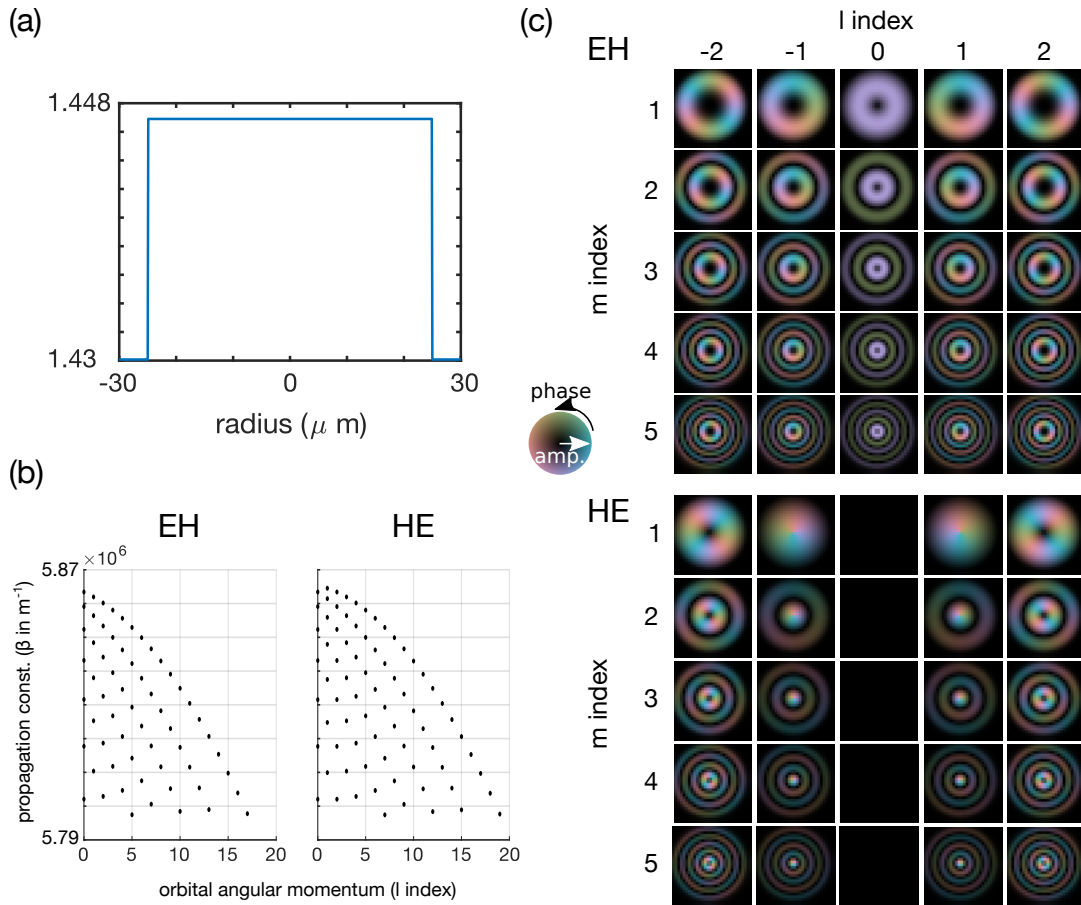 (a)
1.448
1.43
-30 0 30
radius (μ m)
(b)
EH HE
5.87 ×10⁶
propagation const. (β in m⁻¹)
5.79
0 5 10 15 20 0 5 10 15 20
orbital angular momentum (l index)
(c)
l index
EH -2 -1 0 1 2
m index
1
2
3
4
5
phase
amp.
HE
m index
1
2
3
4
5